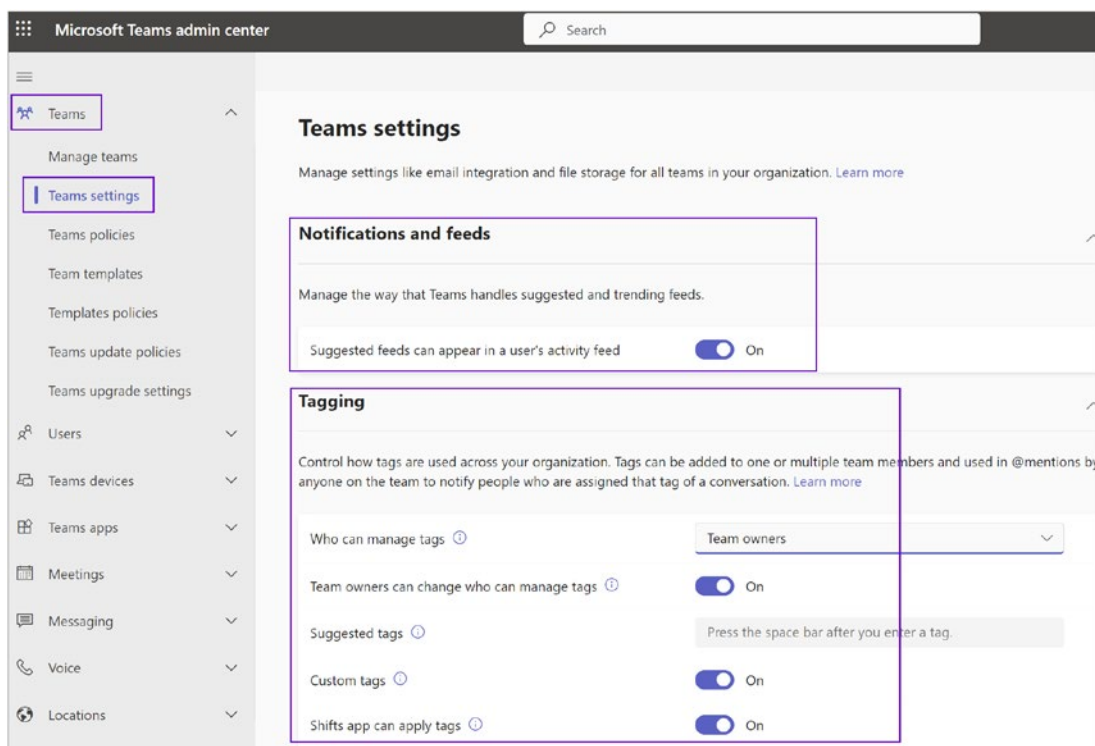 Microsoft Teams admin center
Search
Teams
Manage teams
Teams settings
Teams policies
Team templates
Templates policies
Teams update policies
Teams upgrade settings
Users
Teams devices
Teams apps
Meetings
Messaging
Voice
Locations
Teams settings
Manage settings like email integration and file storage for all teams in your organization. Learn more
Notifications and feeds
Manage the way that Teams handles suggested and trending feeds.
Suggested feeds can appear in a user's activity feed On
Tagging
Control how tags are used across your organization. Tags can be added to one or multiple team members and used in @mentions by
anyone on the team to notify people who are assigned that tag of a conversation. Learn more
Who can manage tags Team owners
Team owners can change who can manage tags On
Suggested tags Press the space bar after you enter a tag.
Custom tags On
Shifts app can apply tags On